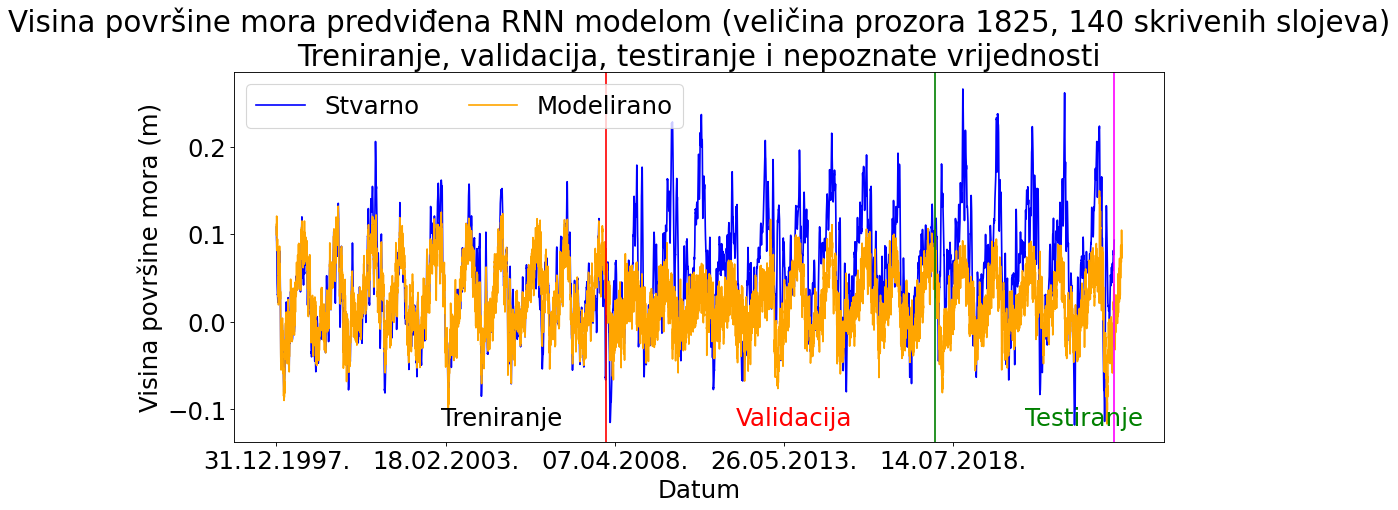 Visina površine mora predviđena RNN modelom (veličina prozora 1825, 140 skrivenih slojeva)
Treniranje, validacija, testiranje i nepoznate vrijednosti
Stvarno Modelirano
Visina površine mora (m)
0.2
0.1
0.0
−0.1
Treniranje Validacija Testiranje
31.12.1997. 18.02.2003. 07.04.2008. 26.05.2013. 14.07.2018.
Datum